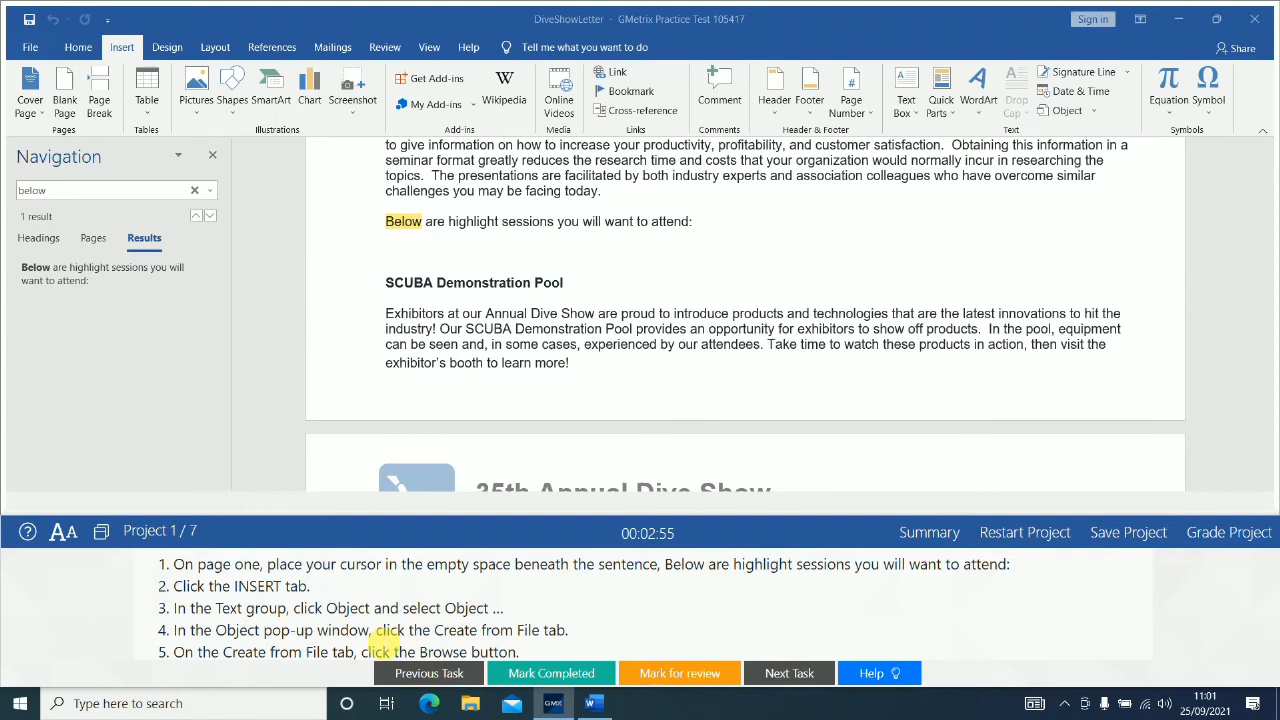 DiveShowLetter - GMetrix Practice Test 105417
Sign in
File Home Insert Design Layout References Mailings Review View Help Tell me what you want to do
Share
Cover Page
Blank Page
Page Break
Pages
Table
Tables
Pictures
Shapes
SmartArt
Chart
Screenshot
Illustrations
Get Add-ins
My Add-ins
Wikipedia
Add-ins
Online Videos
Media
Link
Bookmark
Cross-reference
Links
Comment
Comments
Header
Footer
Page Number
Header & Footer
Text Box
Quick Parts
WordArt
Drop Cap
Signature Line
Date & Time
Object
Text
Equation
Symbol
Symbols
Navigation
below
1 result
Headings Pages Results
Below are highlight sessions you will
want to attend:
to give information on how to increase your productivity, profitability, and customer satisfaction. Obtaining this information in a
seminar format greatly reduces the research time and costs that your organization would normally incur in researching the
topics. The presentations are facilitated by both industry experts and association colleagues who have overcome similar
challenges you may be facing today.
Below are highlight sessions you will want to attend:
SCUBA Demonstration Pool
Exhibitors at our Annual Dive Show are proud to introduce products and technologies that are the latest innovations to hit the
industry! Our SCUBA Demonstration Pool provides an opportunity for exhibitors to show off products. In the pool, equipment
can be seen and, in some cases, experienced by our attendees. Take time to watch these products in action, then visit the
exhibitor's booth to learn more!
35th Annual Dive Show
AA Project 1 / 7
00:02:55
Summary Restart Project Save Project Grade Project
1. On page one, place your cursor in the empty space beneath the sentence, Below are highlight sessions you will want to attend:
2. Click the INSERT tab.
3. In the Text group, click Object and select Object ...
4. In the Object pop-up window, click the Create from File tab.
5. On the Create from File tab, click the Browse button.
Previous Task Mark Completed Mark for review Next Task Help
Type here to search
GMX
11:01
25/09/2021